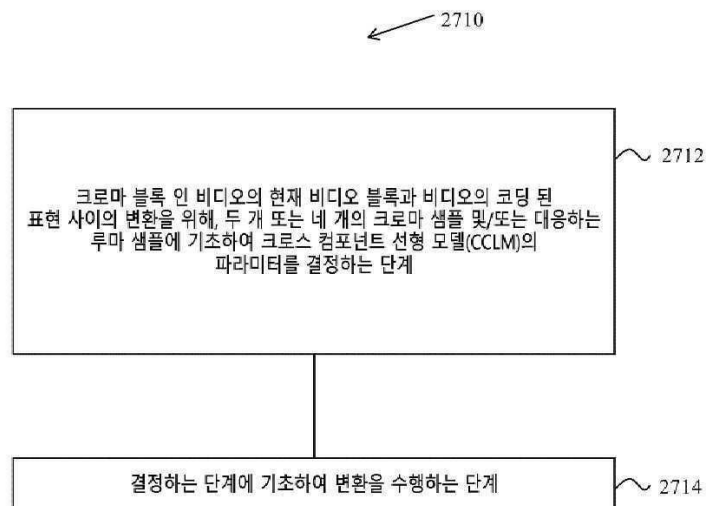 2710
크로마 블록 인 비디오의 현재 비디오 블록과 비디오의 코딩 된
표현 사이의 변환을 위해, 두 개 또는 네 개의 크로마 샘플 및/또는 대응하는
루마 샘플에 기초하여 크로스 컴포넌트 선형 모델(CCLM)의
파라미터를 결정하는 단계
2712
결정하는 단계에 기초하여 변환을 수행하는 단계
2714